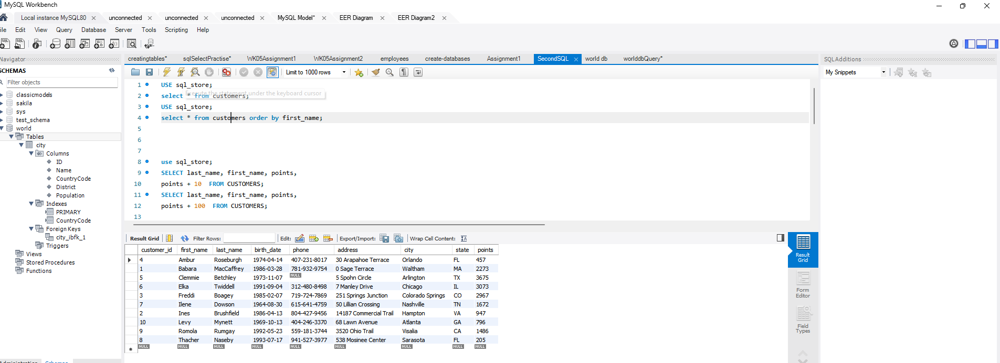 MySQL Workbench
Local instance MySQL80 unconnected unconnected unconnected MySQL Model* EER Diagram EER Diagram2
ile Edit View Query Database Server Tools Scripting Help
Navigator
SCHEMAS
Filter objects
classicmodels
sakila
sys
test_schema
world
Tables
city
Columns
ID
Name
CountryCode
District
Population
Indexes
PRIMARY
CountryCode
Foreign Keys
city_ibfk_1
Triggers
Views
Stored Procedures
Functions
Administration Schemas
creatingtables* sqlSelectPractise* WK05Assignment1 WK05Assignment2 employees create-databases Assignment1 SecondSQL world db worlddbQuery*
Limit to 1000 rows
1 USE sql_store;
Execute the statement under the keyboard cursor
2 select * from customers;
3 USE sql_store;
4 select * from customers order by first_name;
5
6
7
8 use sql_store;
9 SELECT last_name, first_name, points,
10 points + 10 FROM CUSTOMERS;
11 SELECT last_name, first_name, points,
12 points + 100 FROM CUSTOMERS;
13
Result Grid Filter Rows: Edit: Export/Import: Wrap Cell Content:
customer_id first_name last_name birth_date phone address city state points
4 Ambur Roseburgh 1974-04-14 407-231-8017 30 Arapahoe Terrace Orlando FL 457
1 Babara MacCaffrey 1986-03-28 781-932-9754 0 Sage Terrace Waltham MA 2273
5 Clemmie Betchley 1973-11-07 NULL 5 Spohn Circle Arlington TX 3675
6 Elka Twiddell 1991-09-04 312-480-8498 7 Manley Drive Chicago IL 3073
3 Freddi Boagey 1985-02-07 719-724-7869 251 Springs Junction Colorado Springs CO 2967
7 Ilene Dowson 1964-08-30 615-641-4759 50 Lillian Crossing Nashville TN 1672
2 Ines Brushfield 1986-04-13 804-427-9456 14187 Commercial Trail Hampton VA 947
10 Levy Mynett 1969-10-13 404-246-3370 68 Lawn Avenue Atlanta GA 796
9 Romola Rumgay 1992-05-23 559-181-3744 3520 Ohio Trail Visalia CA 1486
8 Thacher Naseby 1993-07-17 941-527-3977 538 Mosinee Center Sarasota FL 205
NULL NULL NULL NULL NULL NULL NULL NULL NULL
Result
Grid
Form
Editor
Field
Types
SQLAdditions
My Snippets